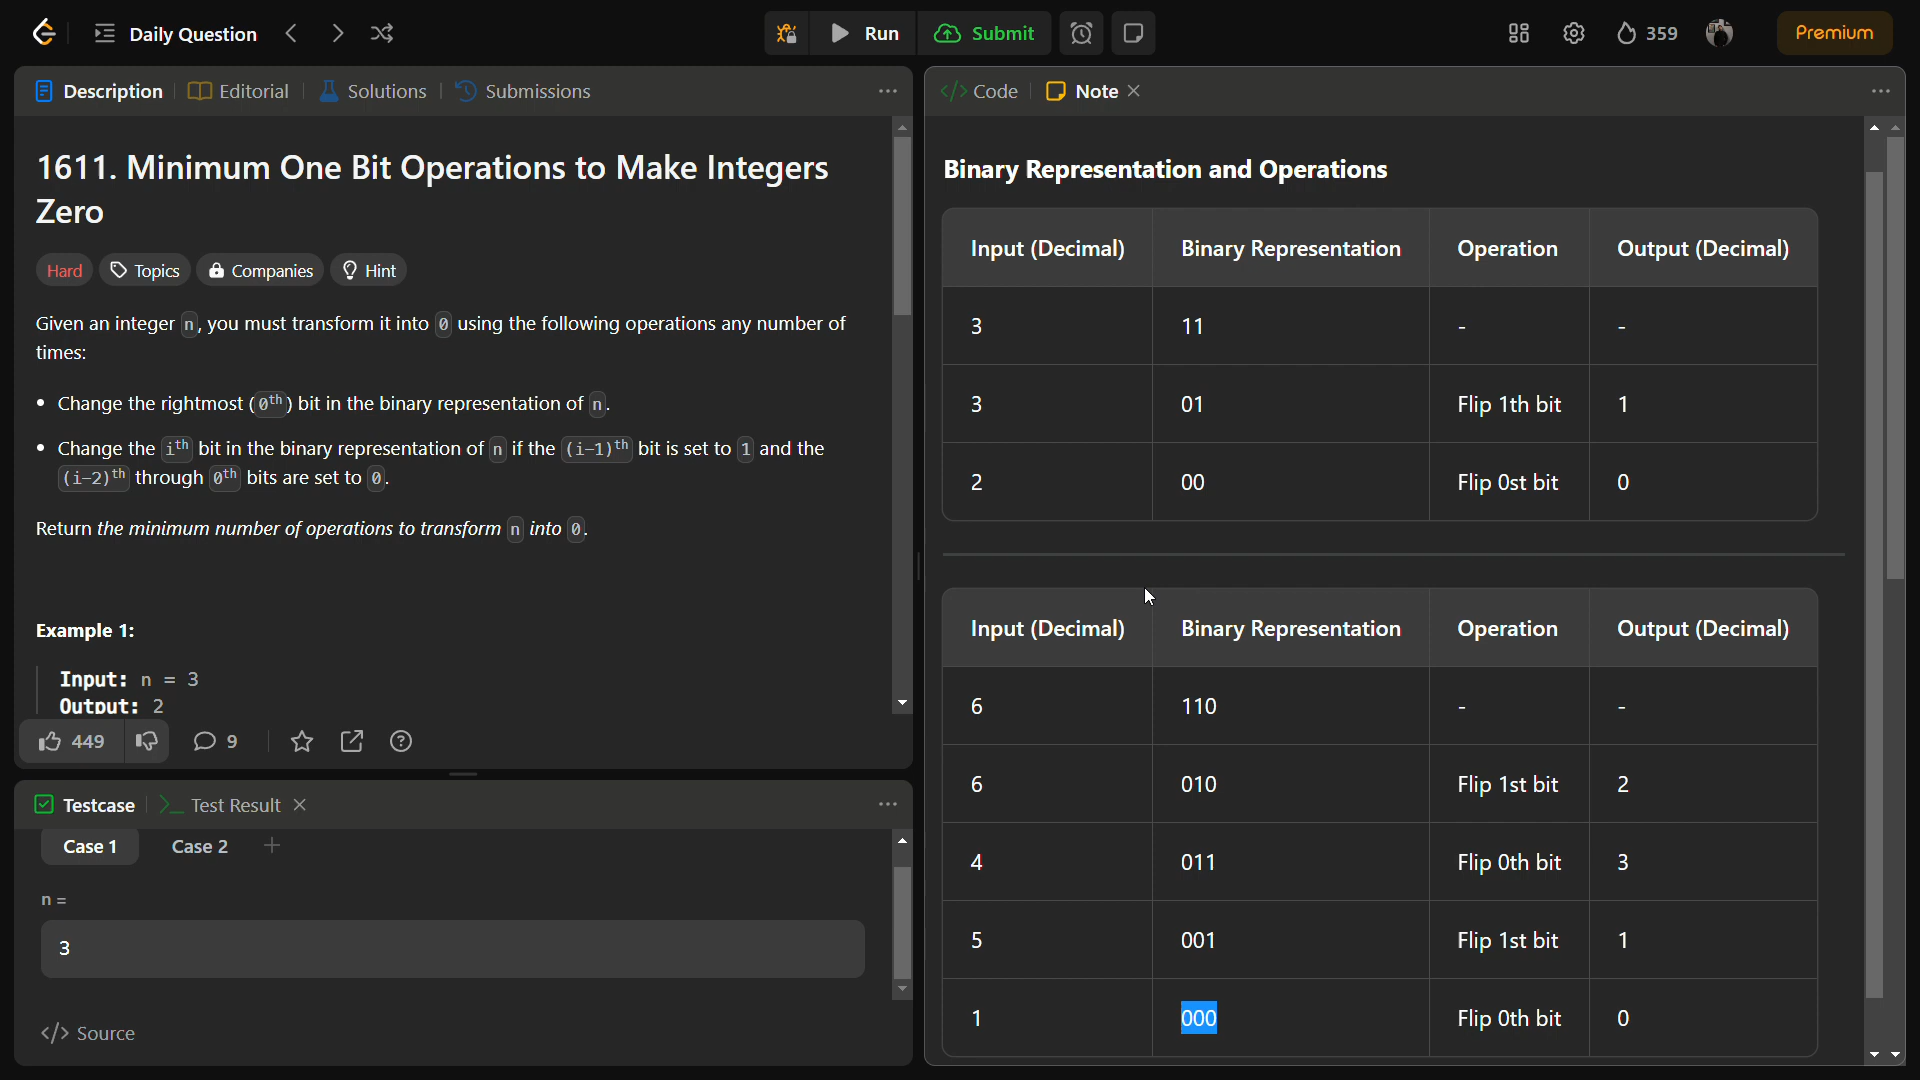 Daily Question
Run
Submit
359
Premium
Description
Editorial
Solutions
Submissions
1611. Minimum One Bit Operations to Make Integers
Zero
Hard
Topics
Companies
Hint
Given an integer n, you must transform it into 0 using the following operations any number of
times:
• Change the rightmost (0th) bit in the binary representation of n.
• Change the ith bit in the binary representation of n if the (i-1)th bit is set to 1 and the
(i-2)th through 0th bits are set to 0.
Return the minimum number of operations to transform n into 0.
Example 1:
Input: n = 3
Output: 2
449
9
Testcase
>_ Test Result
Case 1
Case 2
n =
3
</> Source
</> Code
Note
Binary Representation and Operations
Input (Decimal) Binary Representation Operation Output (Decimal)
3 11 - -
3 01 Flip 1th bit 1
2 00 Flip 0st bit 0
Input (Decimal) Binary Representation Operation Output (Decimal)
6 110 - -
6 010 Flip 1st bit 2
4 011 Flip 0th bit 3
5 001 Flip 1st bit 1
1 000 Flip 0th bit 0